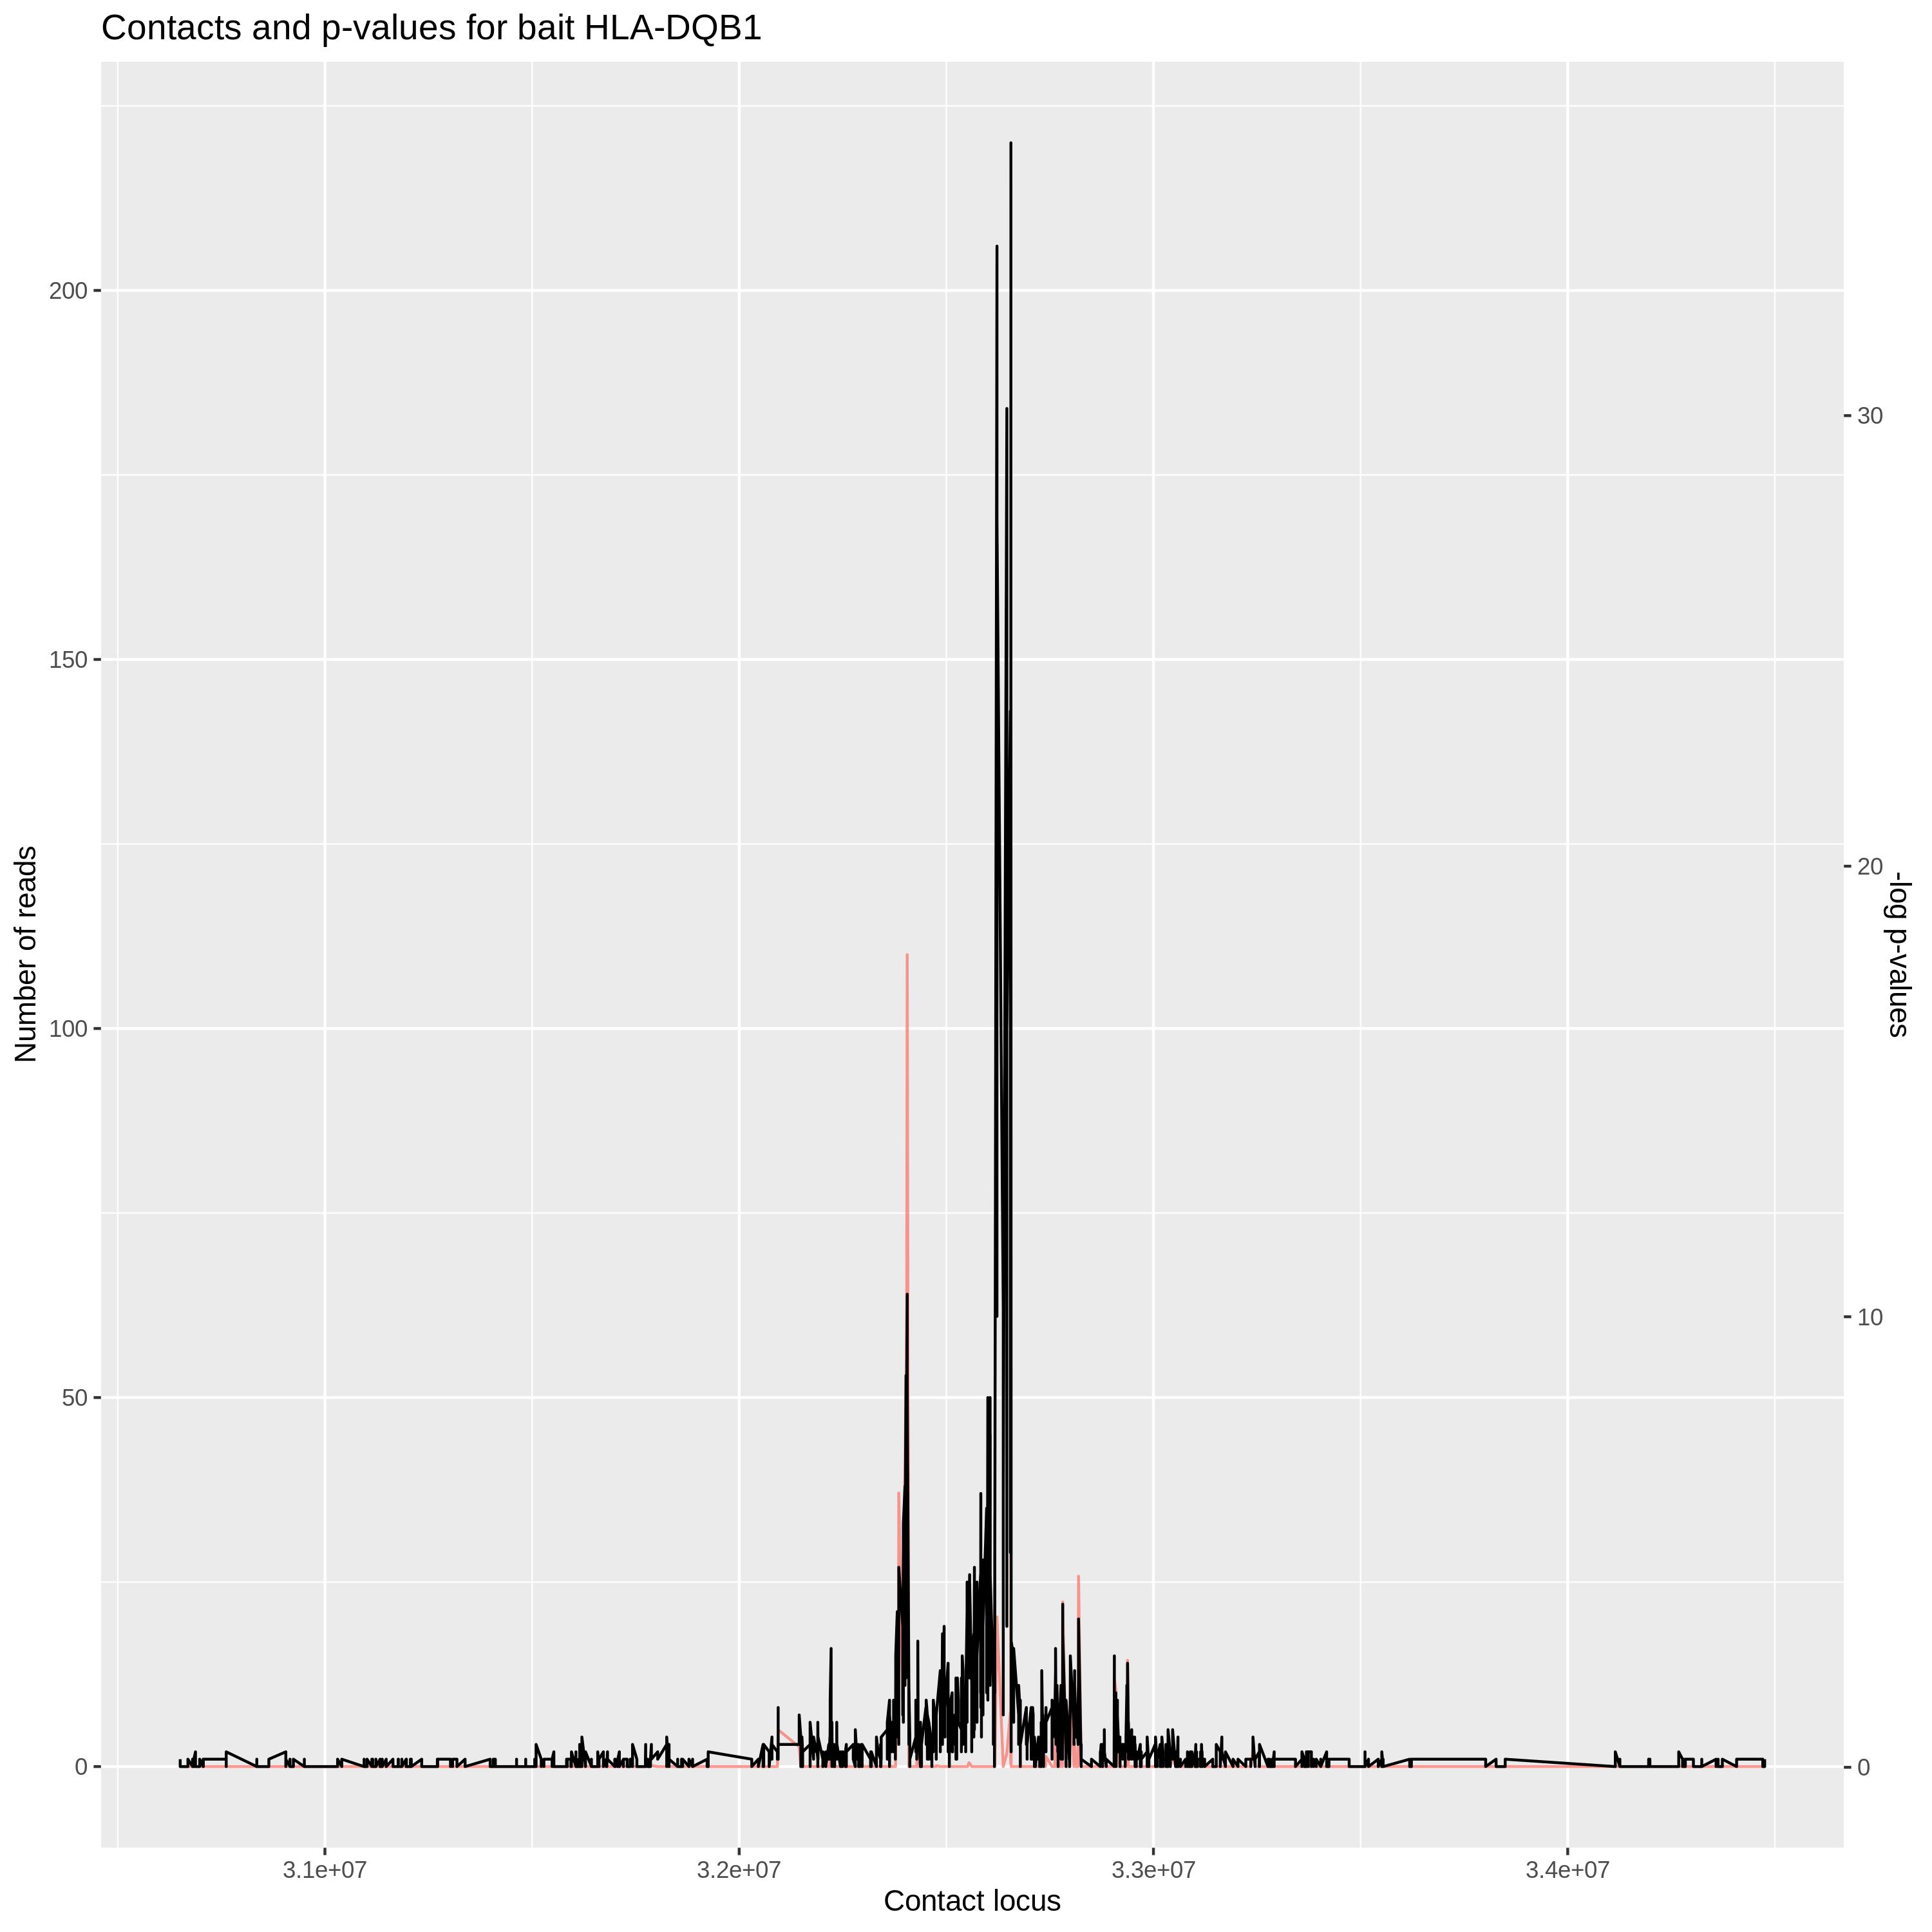 Contacts and p-values for bait HLA-DQB1
Number of reads
200
150
100
50
0
30
20
10
0
-log p-values
3.1e+07
3.2e+07
3.3e+07
3.4e+07
Contact locus